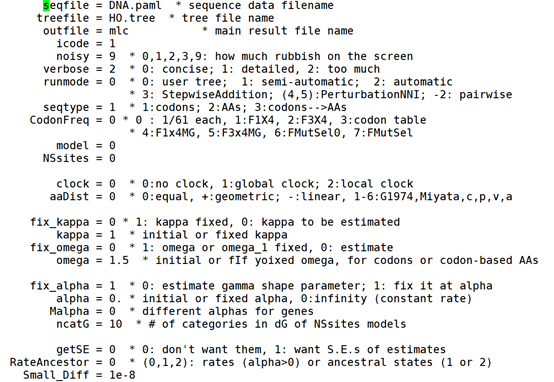 seqfile = DNA.paml * sequence data filename
treefile = HO.tree * tree file name
outfile = mlc * main result file name
icode = 1
noisy = 9 * 0,1,2,3,9: how much rubbish on the screen
verbose = 2 * 0: concise; 1: detailed, 2: too much
runmode = 0 * 0: user tree; 1: semi-automatic; 2: automatic
* 3: StepwiseAddition; (4,5):PerturbationNNI; -2: pairwise
seqtype = 1 * 1:codons; 2:AAs; 3:codons-->AAs
CodonFreq = 0 * 0 : 1/61 each, 1:F1X4, 2:F3X4, 3:codon table
* 4:F1x4MG, 5:F3x4MG, 6:FMutSel0, 7:FMutSel
model = 0
NSsites = 0
clock = 0 * 0:no clock, 1:global clock; 2:local clock
aaDist = 0 * 0:equal, +:geometric; -:linear, 1-6:G1974,Miyata,c,p,v,a
fix_kappa = 0 * 1: kappa fixed, 0: kappa to be estimated
kappa = 1 * initial or fixed kappa
fix_omega = 0 * 1: omega or omega_1 fixed, 0: estimate
omega = 1.5 * initial or fIf yoixed omega, for codons or codon-based AAs
fix_alpha = 1 * 0: estimate gamma shape parameter; 1: fix it at alpha
alpha = 0. * initial or fixed alpha, 0:infinity (constant rate)
Malpha = 0 * different alphas for genes
ncatG = 10 * # of categories in dG of NSsites models
getSE = 0 * 0: don't want them, 1: want S.E.s of estimates
RateAncestor = 0 * (0,1,2): rates (alpha>0) or ancestral states (1 or 2)
Small_Diff = 1e-8